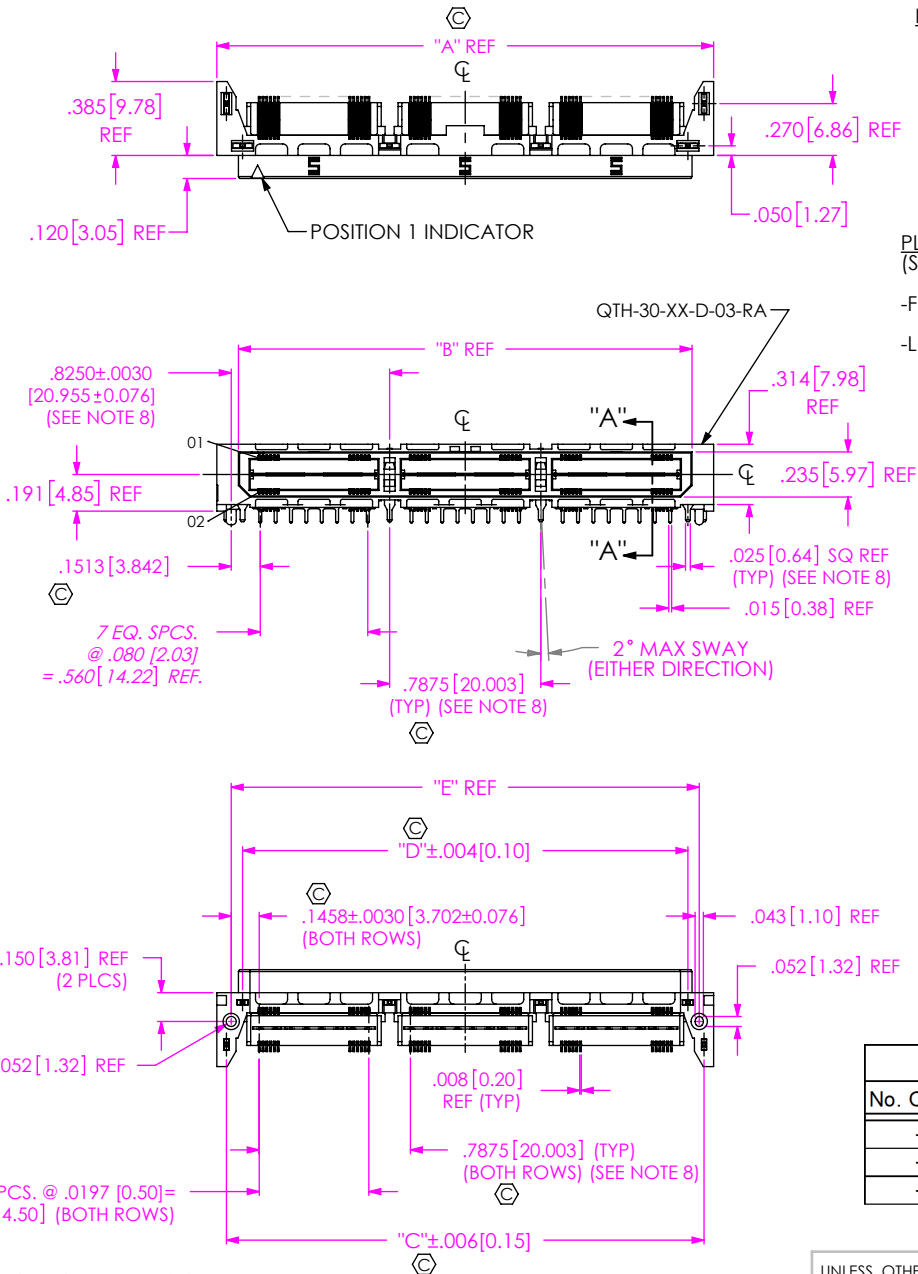 C
"A" REF
C L
.385[9.78]
REF
.270[6.86] REF
.120[3.05] REF
.050[1.27]
POSITION 1 INDICATOR
(S
-F
-L
QTH-30-XX-D-03-RA
"B" REF
.8250±.0030
[20.955±0.076]
(SEE NOTE 8)
.314[7.98]
REF
C L
"A"
01
C L
.235[5.97] REF
.191[4.85] REF
02
"A"
.025[0.64] SQ REF
(TYP) (SEE NOTE 8)
.1513[3.842]
C
.015[0.38] REF
7 EQ. SPCS.
@ .080 [2.03]
= .560[14.22] REF.
2° MAX SWAY
(EITHER DIRECTION)
.7875[20.003]
(TYP) (SEE NOTE 8)
C
"E" REF
C
"D"±.004[0.10]
C
.1458±.0030[3.702±0.076]
(BOTH ROWS)
.043[1.10] REF
C L
.150[3.81] REF
(2 PLCS)
.052[1.32] REF
052[1.32] REF
.008[0.20]
REF (TYP)
No.
.7875[20.003] (TYP)
(BOTH ROWS) (SEE NOTE 8)
C
PCS. @ .0197 [0.50]=
4.50] (BOTH ROWS)
"C"±.006[0.15]
C
UNLESS